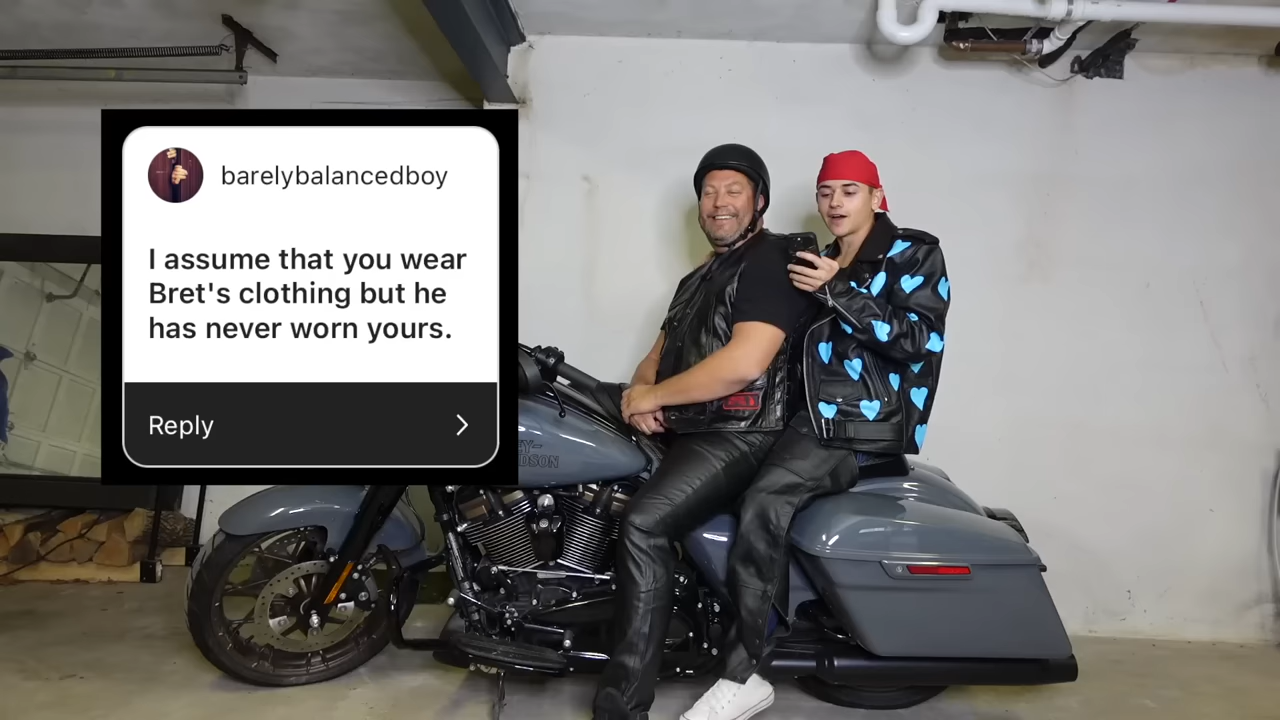 barelybalancedboy
I assume that you wear
Bret's clothing but he
has never worn yours.
Reply